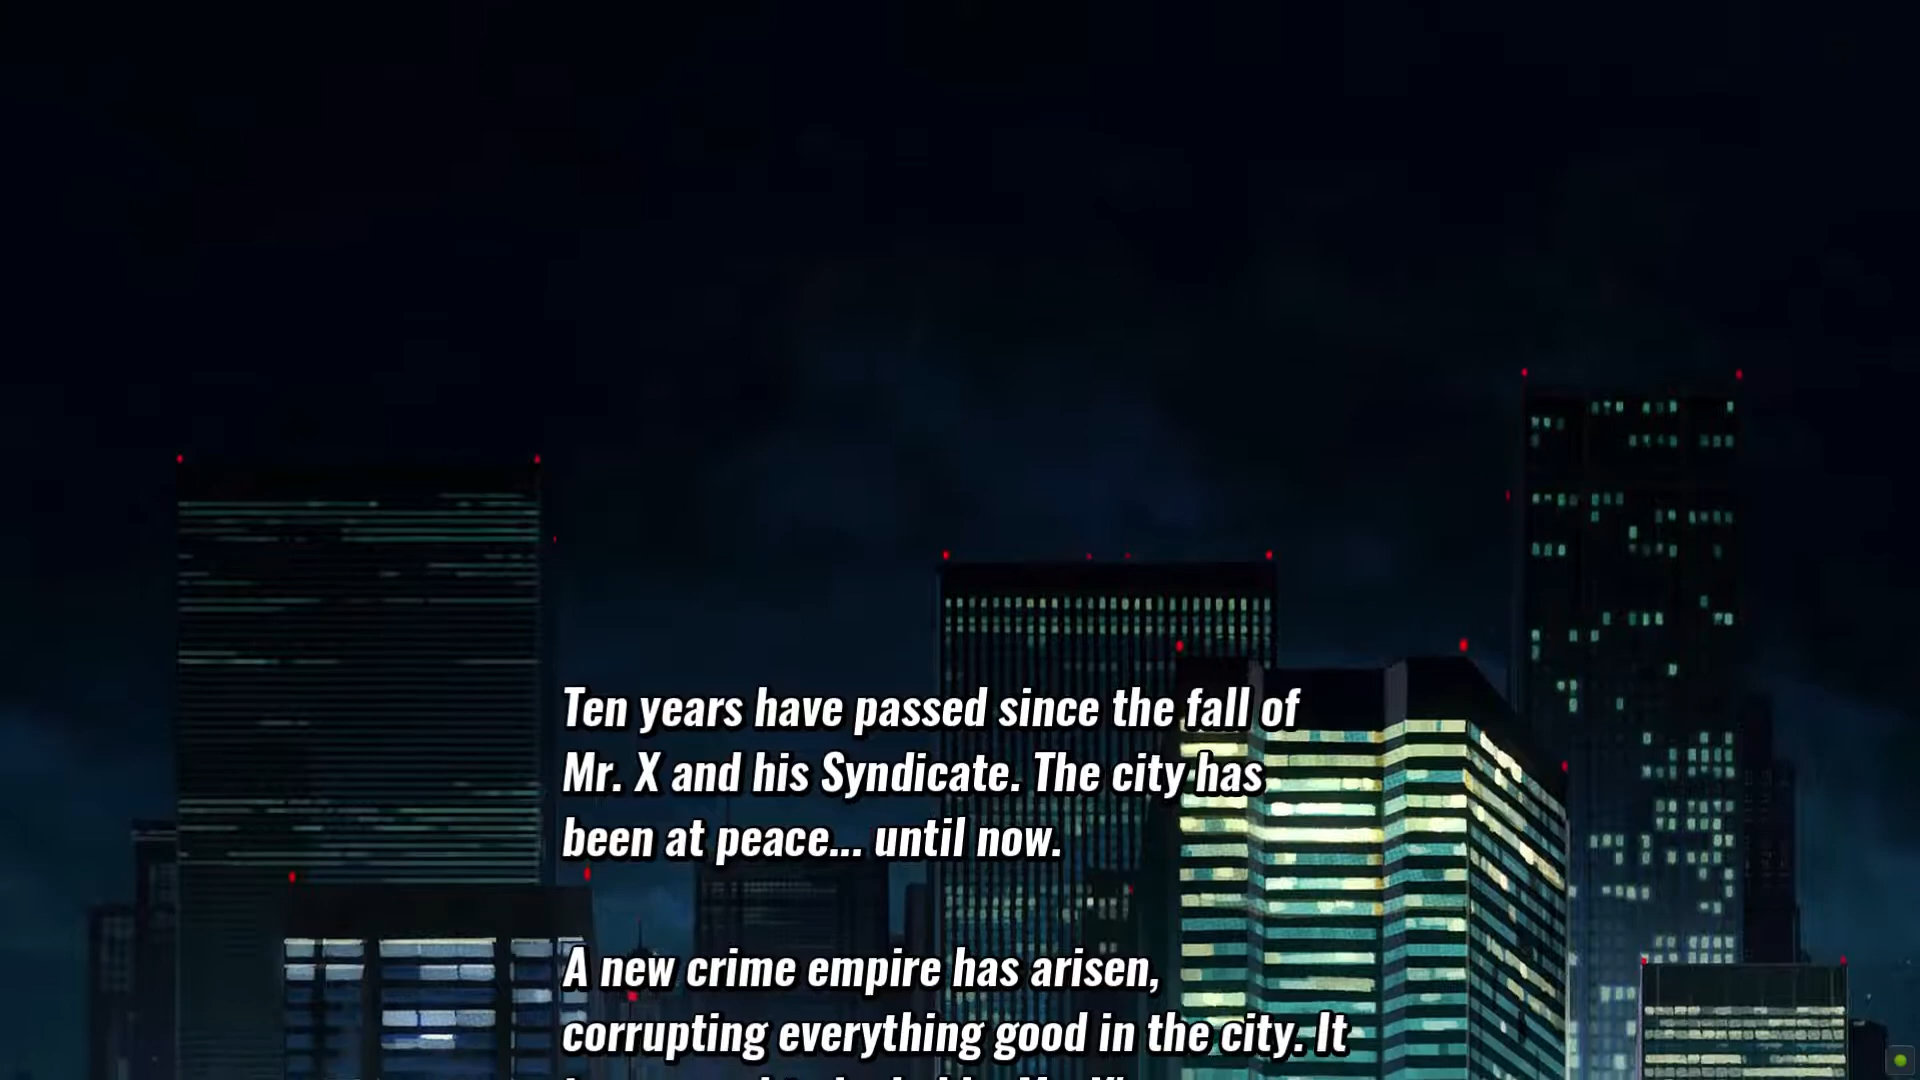 Ten years have passed since the fall of
Mr. X and his Syndicate. The city has
been at peace... until now.
A new crime empire has arisen,
corrupting everything good in the city. It